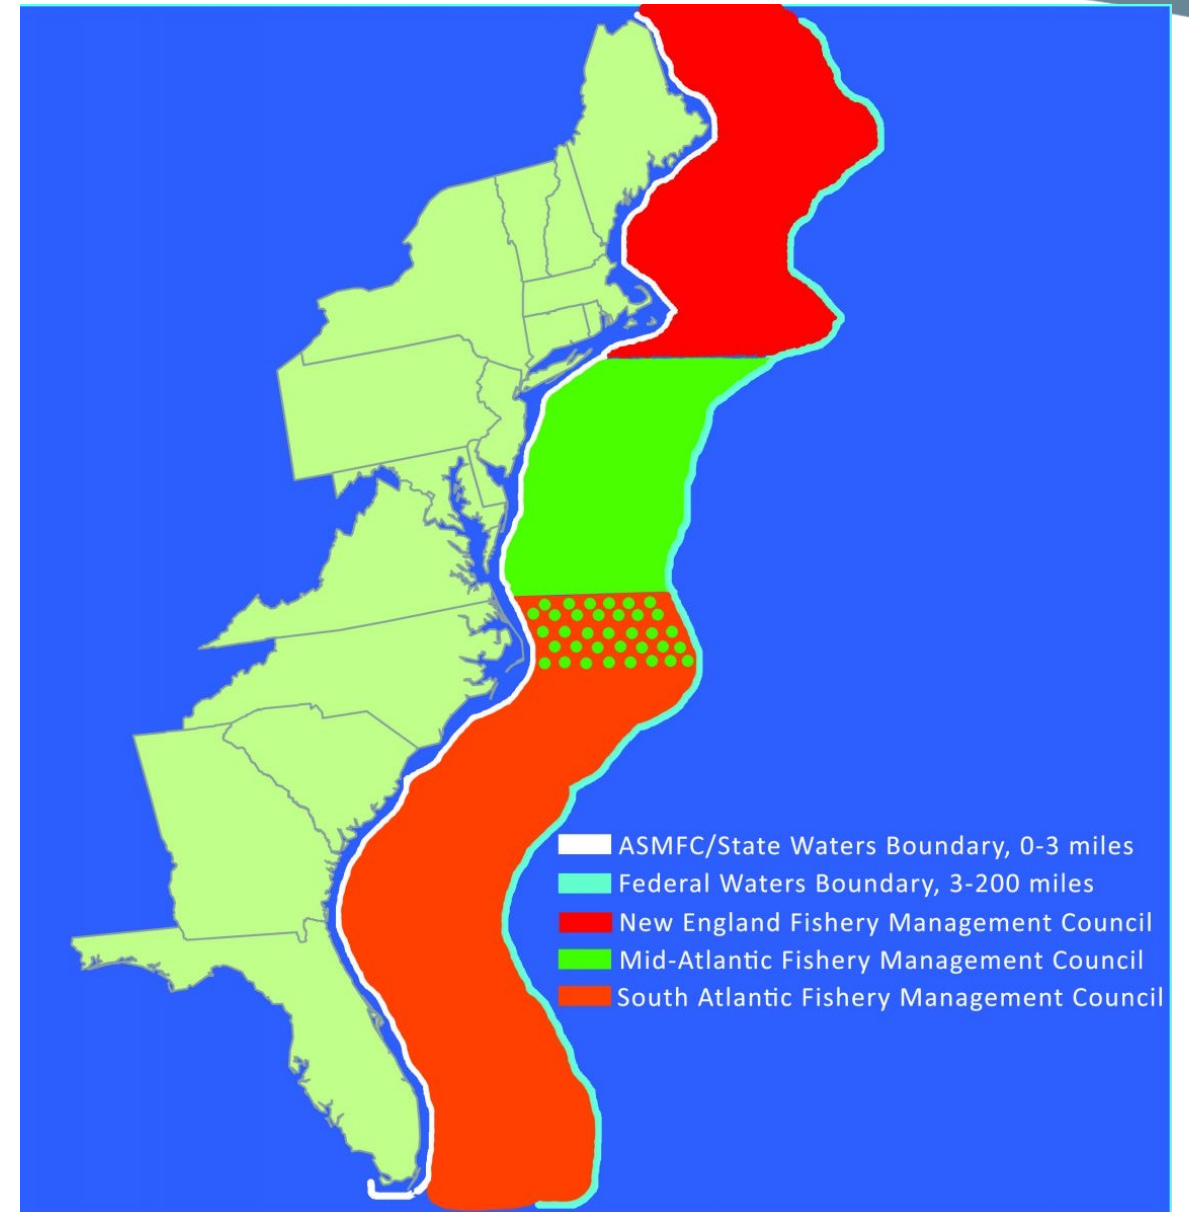 ASMFC/State Waters Boundary, 0-3 miles
Federal Waters Boundary, 3-200 miles
New England Fishery Management Council
Mid-Atlantic Fishery Management Council
South Atlantic Fishery Management Council